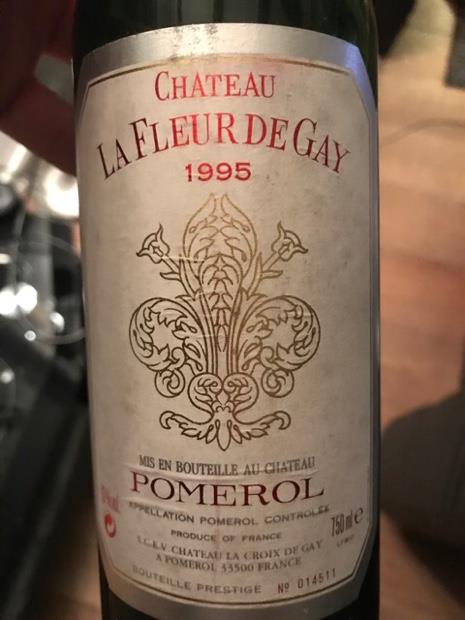 CHATEAU
LA FLEUR DE GAY
1995
MIS EN BOUTEILLE AU CHATEAU
POMEROL
APPELLATION POMEROL CONTROLÉE
PRODUCE OF FRANCE
750 ml e
S.C.E.V CHATEAU LA CROIX DE GAY
A POMEROL 33500 FRANCE
BOUTEILLE PRESTIGE Nº 014511